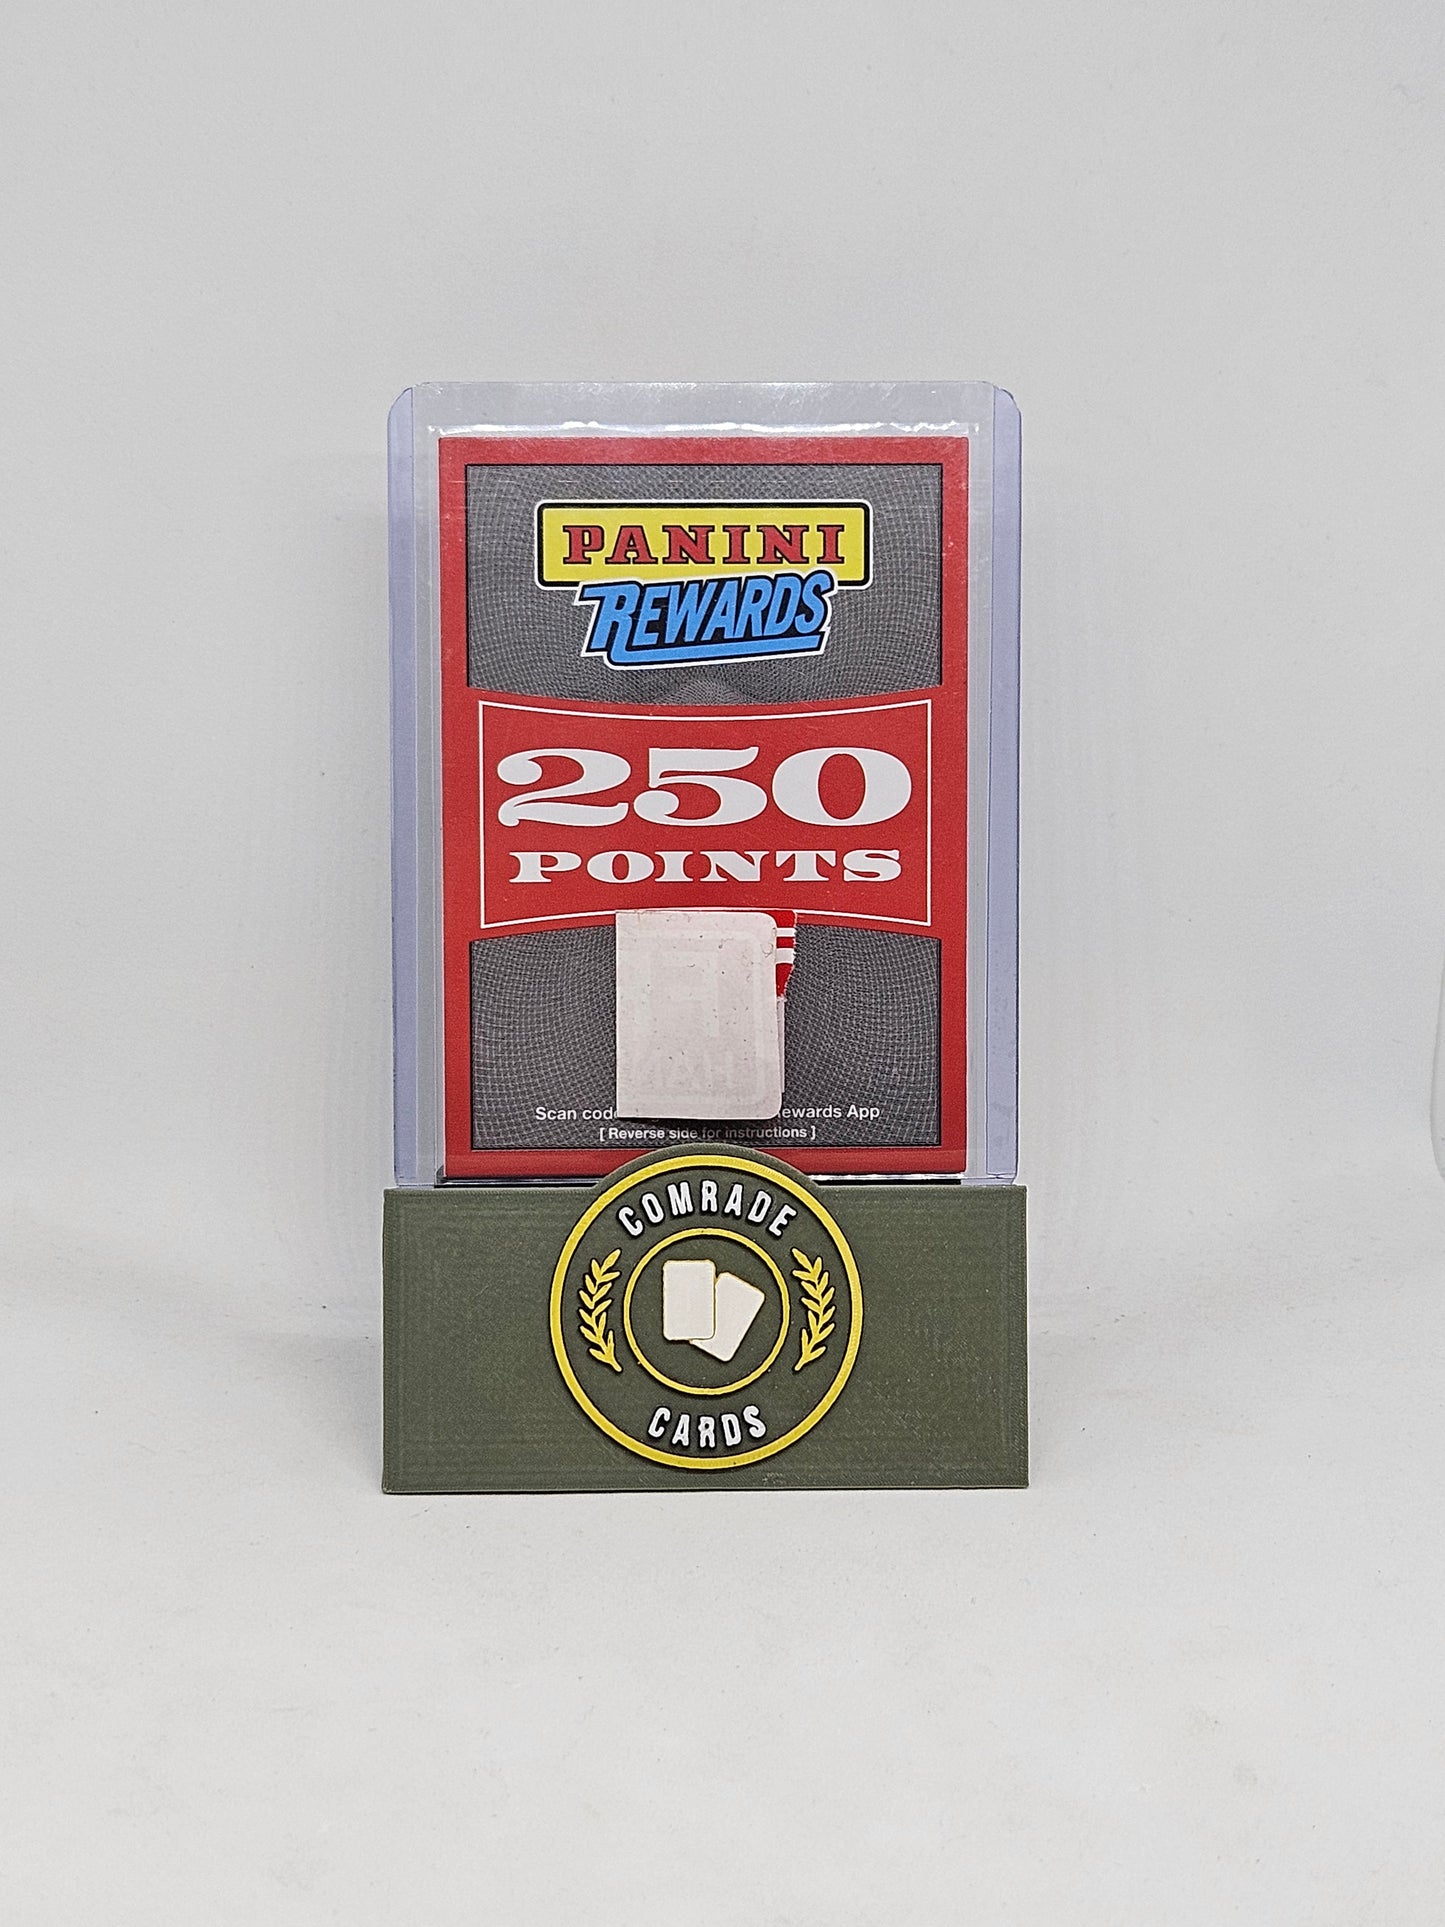 PANINI
REWARDS
250
POINTS
Scan code Rewards App
[ Reverse side for instructions ]
COMRADE
CARDS